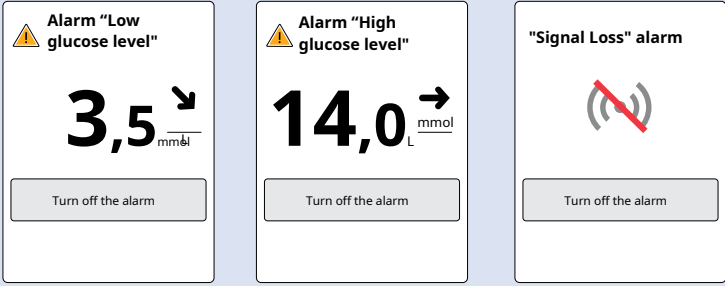 Alarm “Low
glucose level"
3,5
mmol
L
Turn off the alarm
Alarm “High
glucose level"
14,0
mmol
L
Turn off the alarm
"Signal Loss" alarm
Turn off the alarm